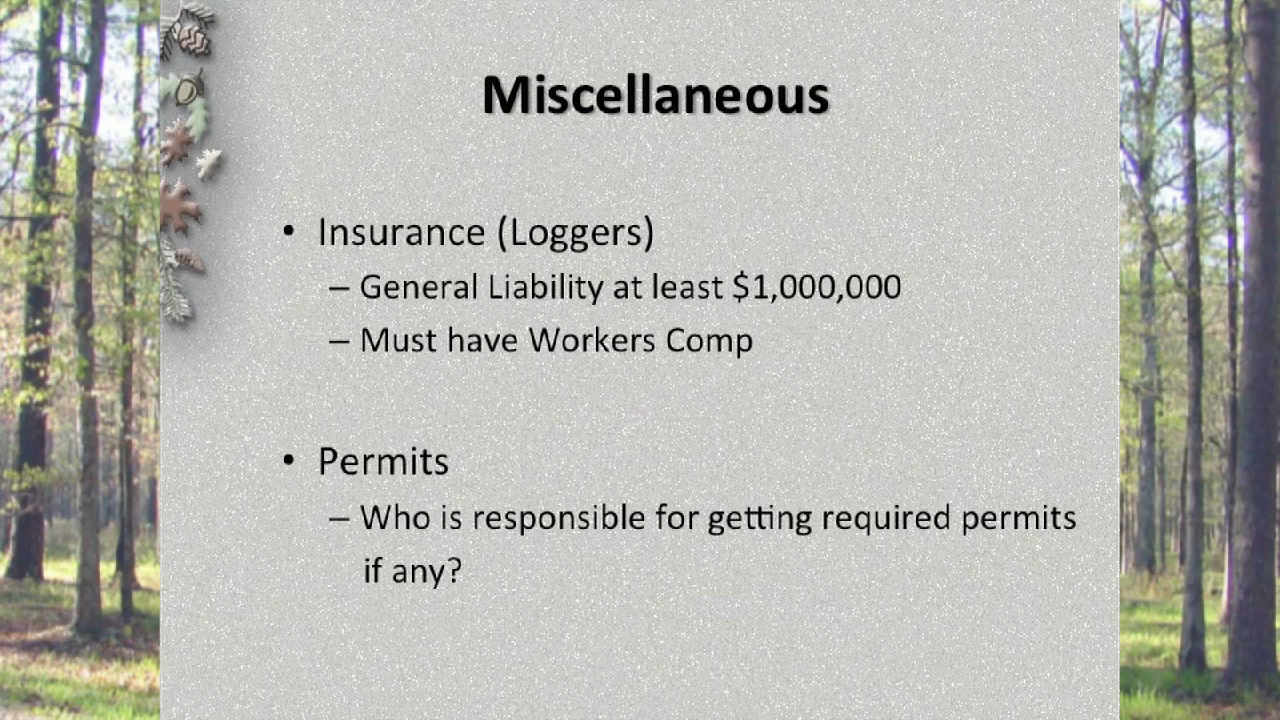 Miscellaneous
• Insurance (Loggers)
– General Liability at least $1,000,000
– Must have Workers Comp
• Permits
– Who is responsible for getting required permits
if any?